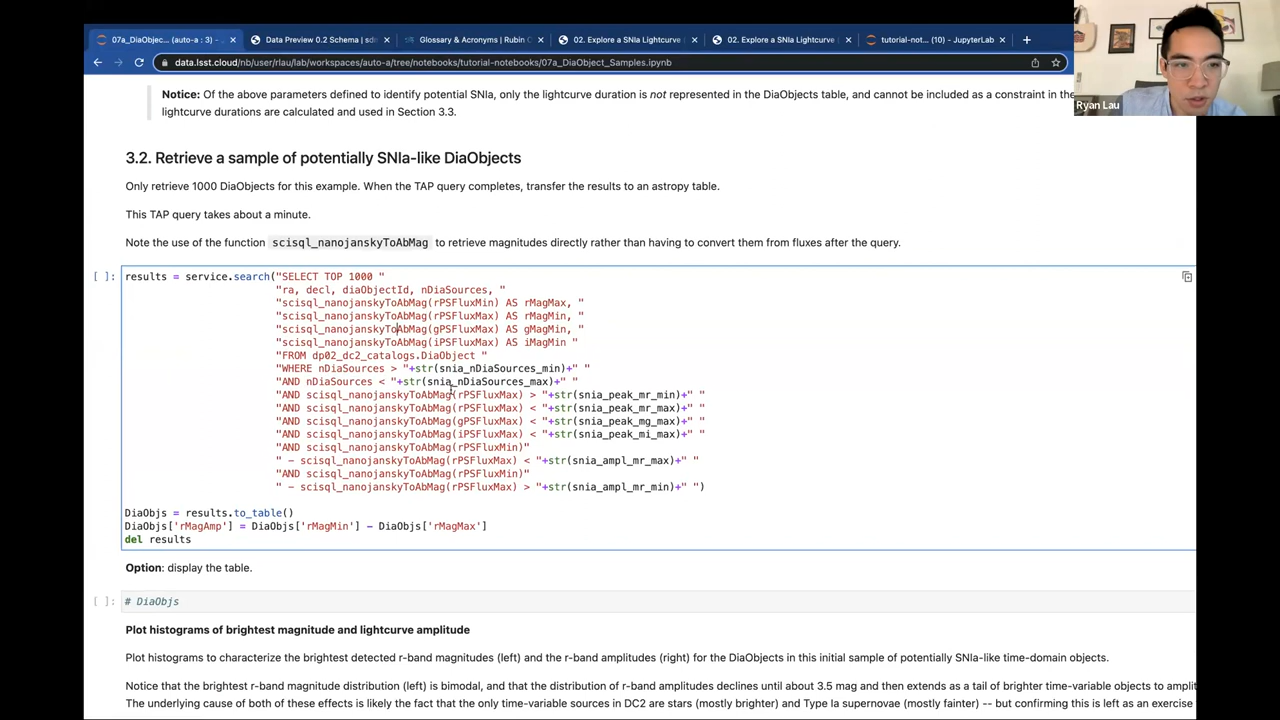 07a_DiaObjec… (auto-a : 3) - ×
Data Preview 0.2 Schema | sd ×
Glossary & Acronyms | Rubin O ×
02. Explore a SNIa Lightcurve ×
02. Explore a SNIa Lightcurve ×
tutorial-not… (10) - JupyterLab ×
data.lsst.cloud/nb/user/rlau/lab/workspaces/auto-a/tree/notebooks/tutorial-notebooks/07a_DiaObject_Samples.ipynb
Ryan Lau
Notice: Of the above parameters defined to identify potential SNIa, only the lightcurve duration is not represented in the DiaObjects table, and cannot be included as a constraint in the
lightcurve durations are calculated and used in Section 3.3.
3.2. Retrieve a sample of potentially SNIa-like DiaObjects
Only retrieve 1000 DiaObjects for this example. When the TAP query completes, transfer the results to an astropy table.
This TAP query takes about a minute.
Note the use of the function scisql_nanojanskyToAbMag to retrieve magnitudes directly rather than having to convert them from fluxes after the query.
[ ]: results = service.search("SELECT TOP 1000 "
"ra, decl, diaObjectId, nDiaSources, "
"scisql_nanojanskyToAbMag(rPSFluxMin) AS rMagMax, "
"scisql_nanojanskyToAbMag(rPSFluxMax) AS rMagMin, "
"scisql_nanojanskyToAbMag(gPSFluxMax) AS gMagMin, "
"scisql_nanojanskyToAbMag(iPSFluxMax) AS iMagMin "
"FROM dp02_dc2_catalogs.DiaObject "
"WHERE nDiaSources > "+str(snia_nDiaSources_min)+" "
"AND nDiaSources < "+str(snia_nDiaSources_max)+" "
"AND scisql_nanojanskyToAbMag(rPSFluxMax) > "+str(snia_peak_mr_min)+" "
"AND scisql_nanojanskyToAbMag(rPSFluxMax) < "+str(snia_peak_mr_max)+" "
"AND scisql_nanojanskyToAbMag(gPSFluxMax) < "+str(snia_peak_mg_max)+" "
"AND scisql_nanojanskyToAbMag(iPSFluxMax) < "+str(snia_peak_mi_max)+" "
"AND scisql_nanojanskyToAbMag(rPSFluxMin)"
" - scisql_nanojanskyToAbMag(rPSFluxMax) < "+str(snia_ampl_mr_max)+" "
"AND scisql_nanojanskyToAbMag(rPSFluxMin)"
" - scisql_nanojanskyToAbMag(rPSFluxMax) > "+str(snia_ampl_mr_min)+" ")
DiaObjs = results.to_table()
DiaObjs['rMagAmp'] = DiaObjs['rMagMin'] - DiaObjs['rMagMax']
del results
Option: display the table.
[ ]: # DiaObjs
Plot histograms of brightest magnitude and lightcurve amplitude
Plot histograms to characterize the brightest detected r-band magnitudes (left) and the r-band amplitudes (right) for the DiaObjects in this initial sample of potentially SNIa-like time-domain objects.
Notice that the brightest r-band magnitude distribution (left) is bimodal, and that the distribution of r-band amplitudes declines until about 3.5 mag and then extends as a tail of brighter time-variable objects to amplit
The underlying cause of both of these effects is likely the fact that the only time-variable sources in DC2 are stars (mostly brighter) and Type Ia supernovae (mostly fainter) -- but confirming this is left as an exercise